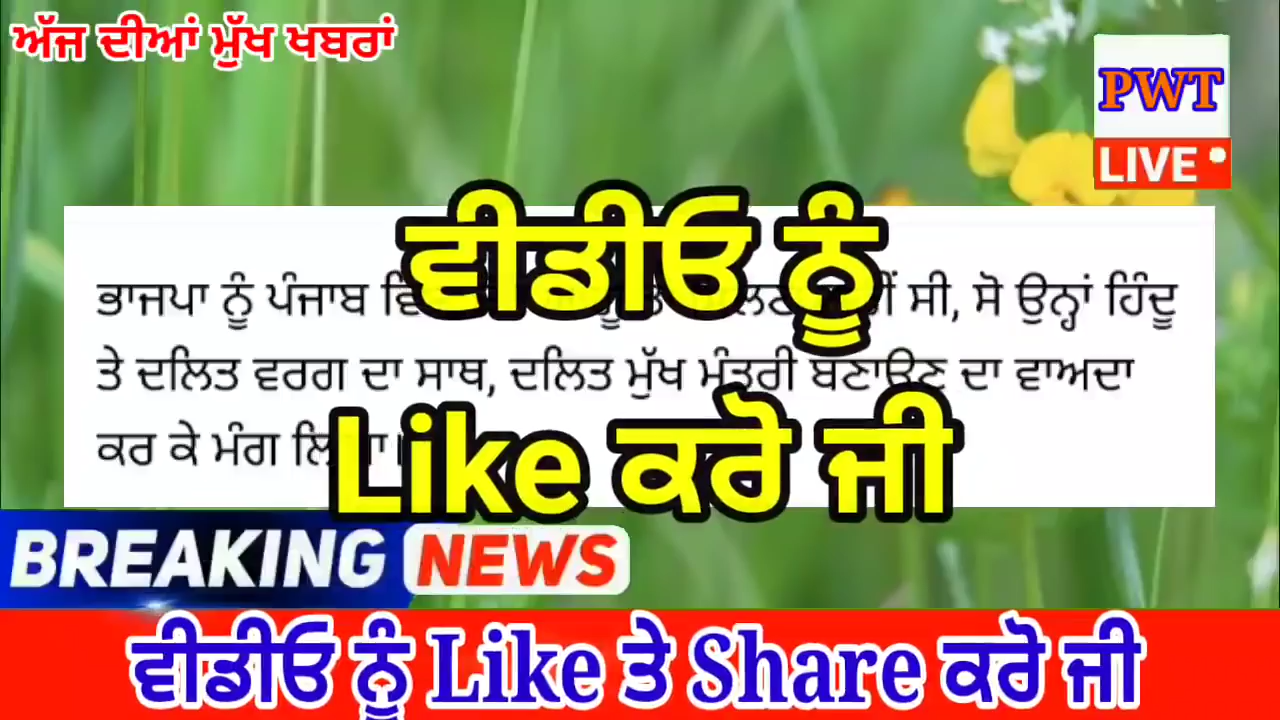 ਅੱਜ ਦੀਆਂ ਮੁੱਖ ਖਬਰਾਂ
PWT
LIVE
ਵੀਡੀਓ ਨੂੰ
ਭਾਜਪਾ ਨੂੰ ਪੰਜਾਬ ਸੀ, ਸੋ ਉਨ੍ਹਾਂ ਹਿੰਦੂ
ਤੇ ਦਲਿਤ ਵਰਗ ਦਾ ਸਾਥ, ਦਲਿਤ ਮੁੱਖ ਮੰਤਰੀ ਬਣਾਉਣ ਦਾ ਵਾਅਦਾ
ਕਰ ਕੇ ਮੰਗ
Like ਕਰੋ ਜੀ
BREAKING NEWS
ਵੀਡੀਓ ਨੂੰ Like ਤੇ Share ਕਰੋ ਜੀ